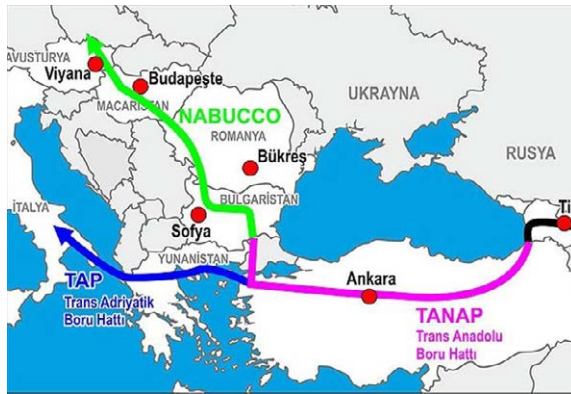 AVUSTURYA
Viyana
Budapeşte
MACARİSTAN
NABUCCO
UKRAYNA
ROMANYA
Bükreş
RUSYA
İTALYA
BULGARİSTAN
Sofya
Ti
YUNANİSTAN
TAP
Trans Adriyatik
Boru Hattı
Ankara
TANAP
Trans Anadolu
Boru Hattı